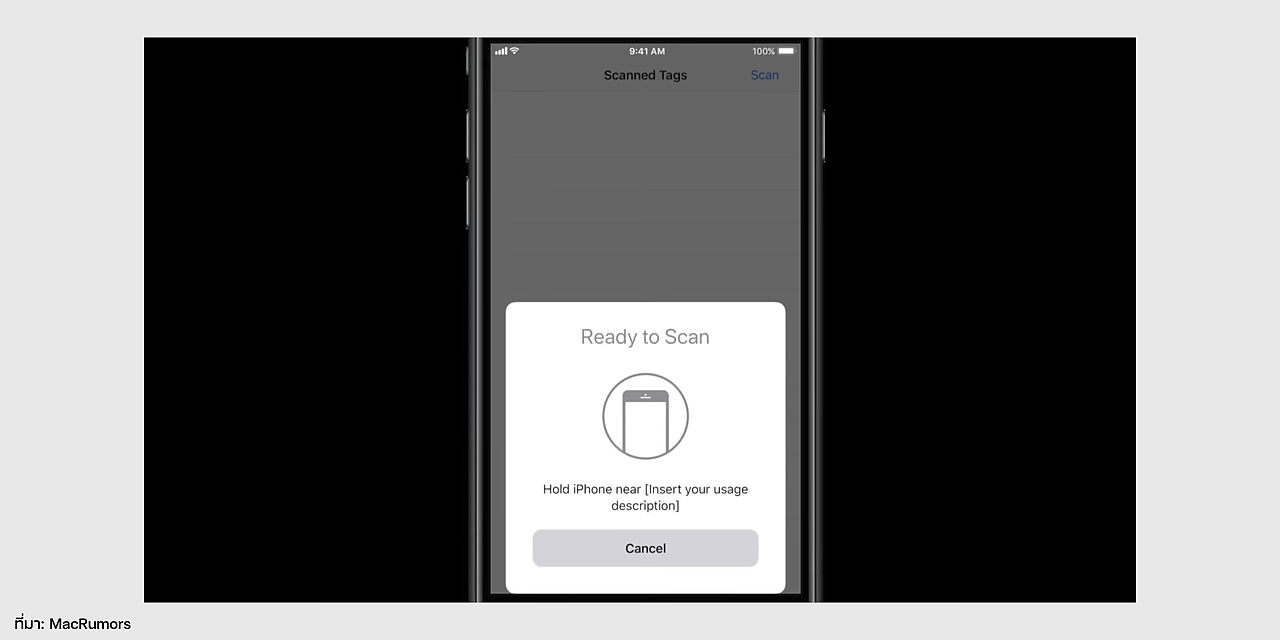 9:41 AM
100%
Scanned Tags
Scan
Ready to Scan
Hold iPhone near [Insert your usage
description]
Cancel
ที่มา: MacRumors